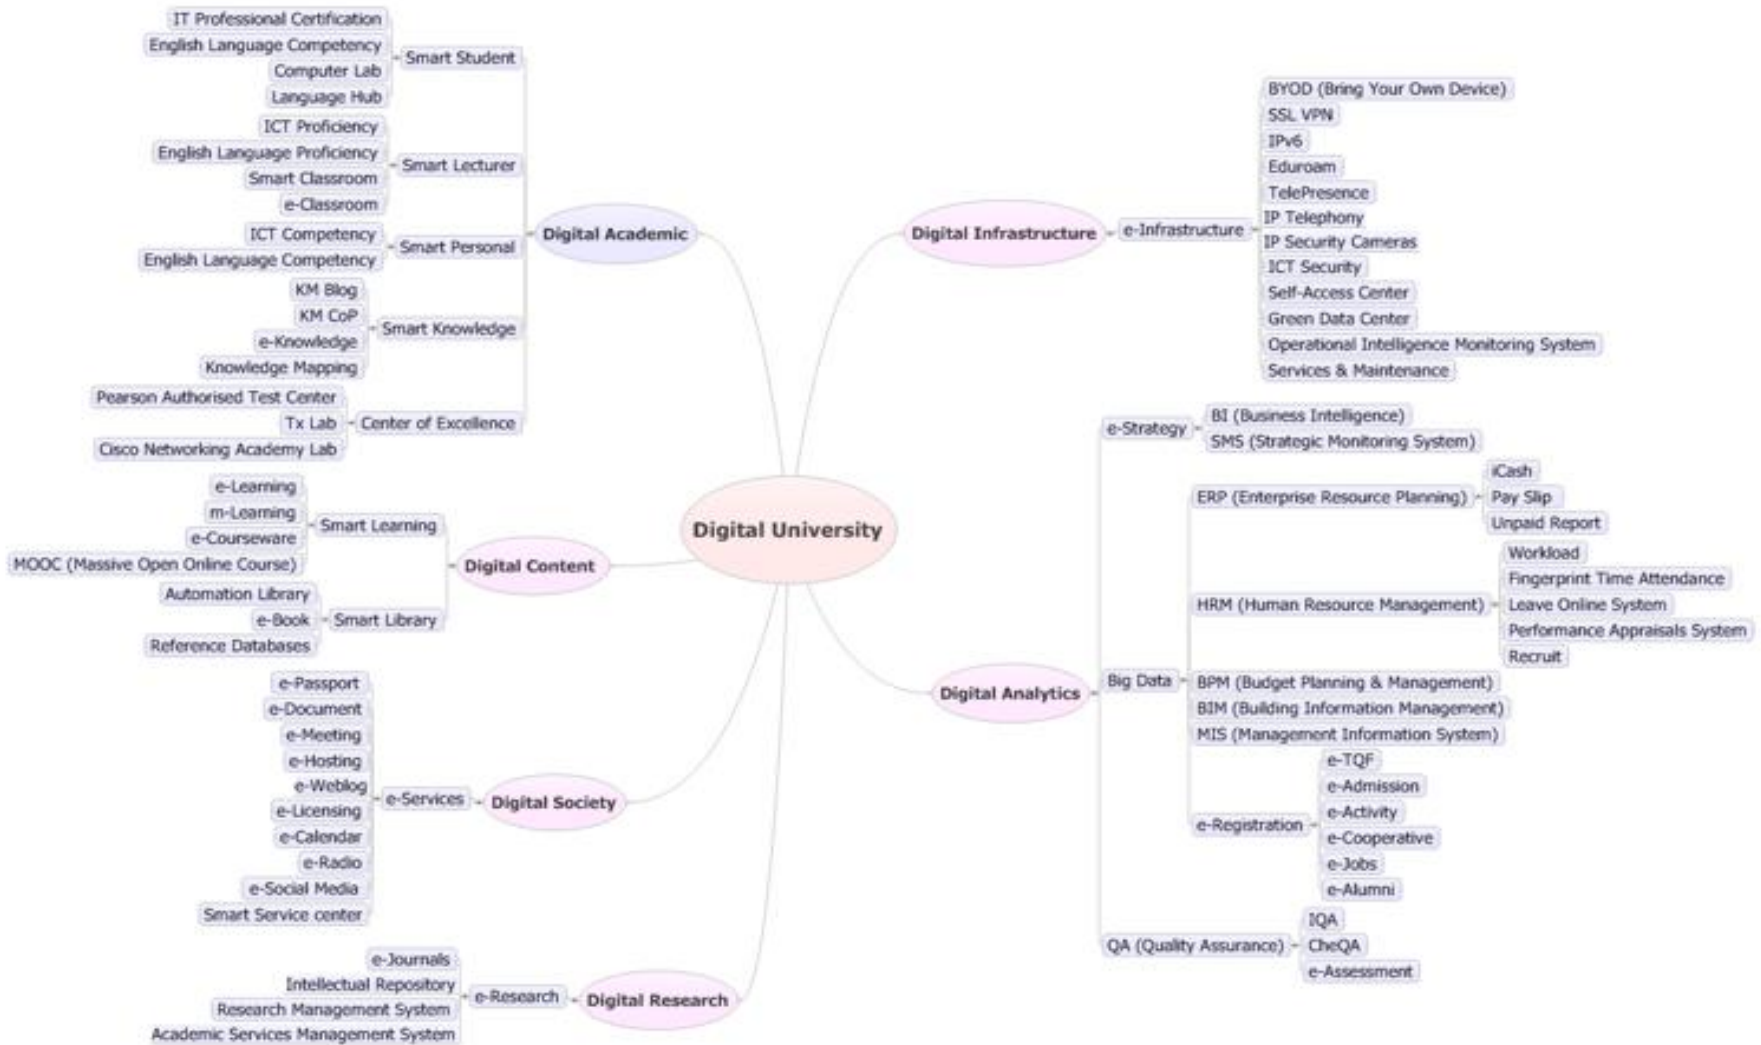 IT Professional Certification
English Language Competency
Computer Lab
Language Hub
Smart Student
ICT Proficiency
English Language Proficiency
Smart Classroom
e-Classroom
Smart Lecturer
ICT Competency
English Language Competency
Smart Personal
KM Blog
KM CoP
e-Knowledge
Knowledge Mapping
Smart Knowledge
Pearson Authorised Test Center
Tx Lab
Cisco Networking Academy Lab
Center of Excellence
Digital Academic
e-Learning
m-Learning
e-Courseware
MOOC (Massive Open Online Course)
Smart Learning
Automation Library
e-Book
Reference Databases
Smart Library
Digital Content
e-Passport
e-Document
e-Meeting
e-Hosting
e-Weblog
e-Licensing
e-Calendar
e-Radio
e-Social Media
Smart Service center
e-Services
Digital Society
e-Journals
Intellectual Repository
Research Management System
Academic Services Management System
e-Research
Digital Research
Digital University
Digital Infrastructure
e-Infrastructure
BYOD (Bring Your Own Device)
SSL VPN
IPv6
Eduroam
TelePresence
IP Telephony
IP Security Cameras
ICT Security
Self-Access Center
Green Data Center
Operational Intelligence Monitoring System
Services & Maintenance
Digital Analytics
e-Strategy
BI (Business Intelligence)
SMS (Strategic Monitoring System)
Big Data
ERP (Enterprise Resource Planning)
iCash
Pay Slip
Unpaid Report
HRM (Human Resource Management)
Workload
Fingerprint Time Attendance
Leave Online System
Performance Appraisals System
Recruit
BPM (Budget Planning & Management)
BIM (Building Information Management)
MIS (Management Information System)
e-Registration
e-TQF
e-Admission
e-Activity
e-Cooperative
e-Jobs
e-Alumni
QA (Quality Assurance)
IQA
CheQA
e-Assessment